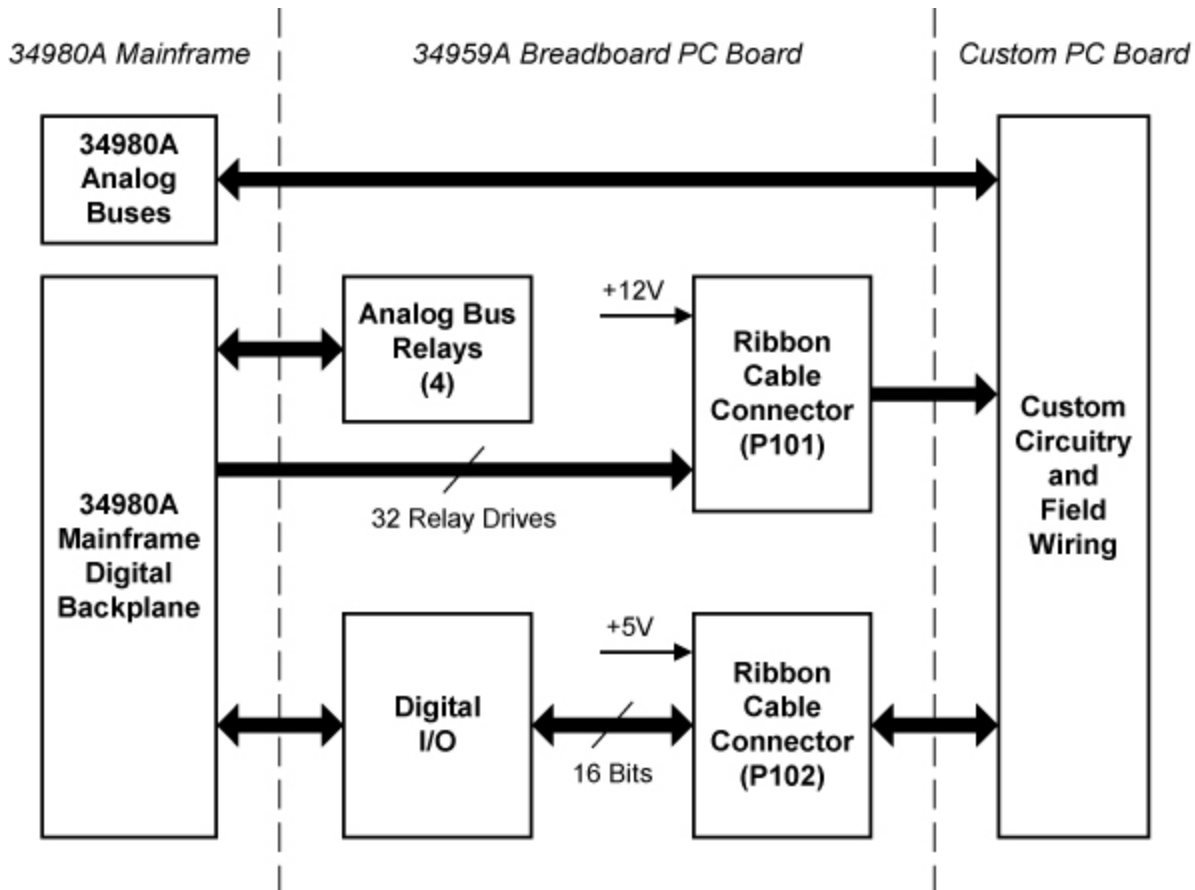 34980A Mainframe
34959A Breadboard PC Board
Custom PC Board
34980A
Analog
Buses
Analog Bus
Relays
(4)
+12V
Ribbon
Cable
Connector
(P101)
32 Relay Drives
34980A
Mainframe
Digital
Backplane
Custom
Circuitry
and
Field
Wiring
Digital
I/O
+5V
16 Bits
Ribbon
Cable
Connector
(P102)